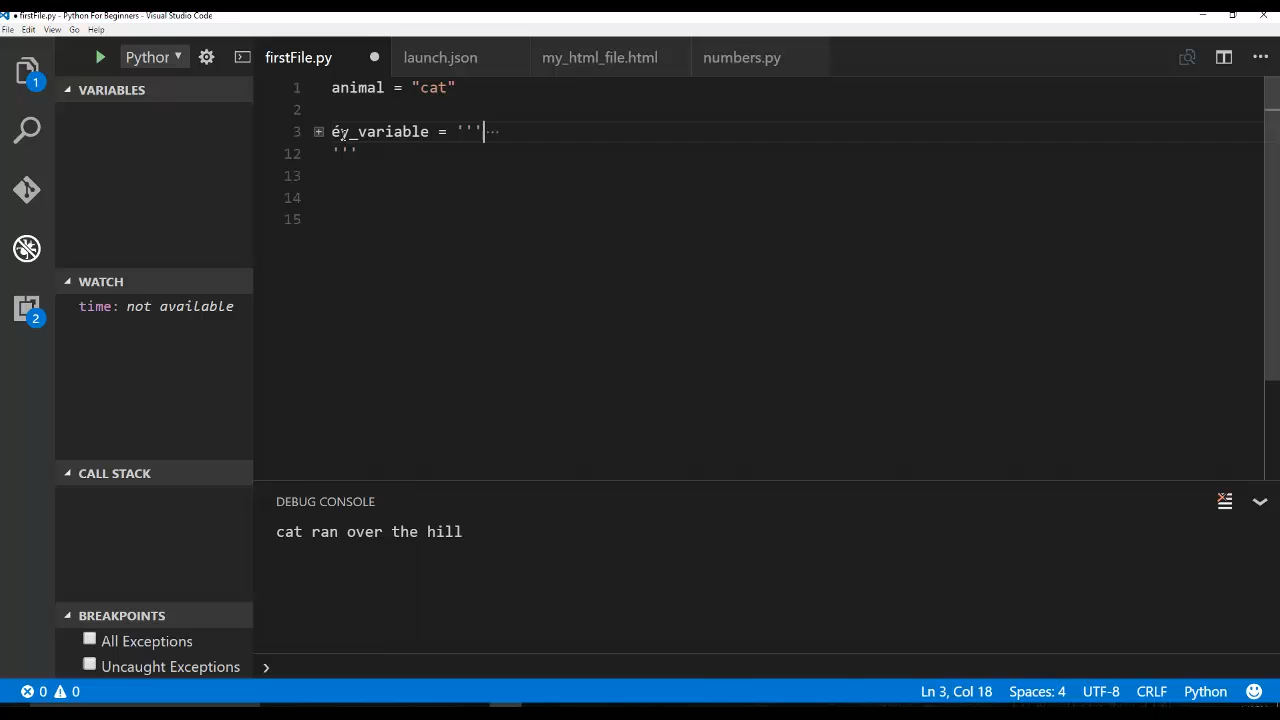 ● firstFile.py - Python For Beginners - Visual Studio Code
File Edit View Go Help
Python firstFile.py launch.json my_html_file.html numbers.py
1
VARIABLES
1 animal = "cat"
2
3 _variable = '''
12 '''
13
14
15
WATCH
time: not available
2
CALL STACK
DEBUG CONSOLE
cat ran over the hill
BREAKPOINTS
All Exceptions
Uncaught Exceptions
0 0 Ln 3, Col 18 Spaces: 4 UTF-8 CRLF Python